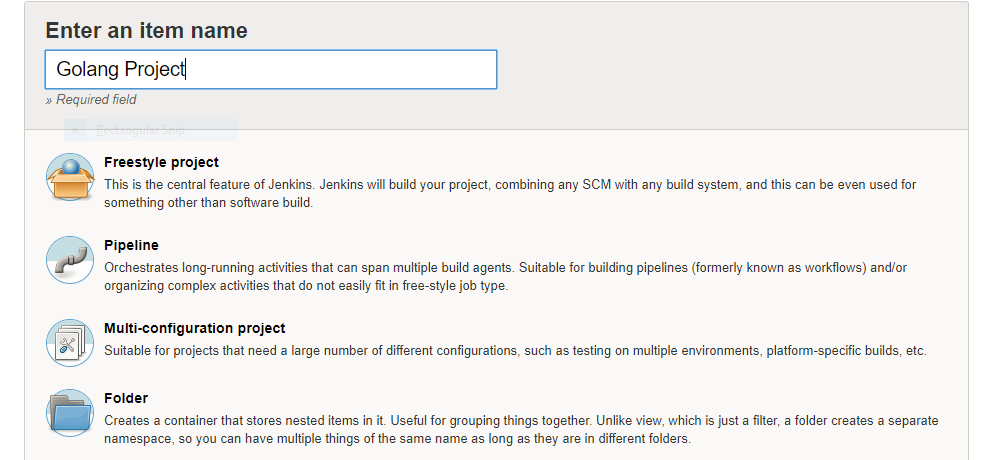 Enter an item name
Golang Project
» Required field
Rectangular Snip
Freestyle project
This is the central feature of Jenkins. Jenkins will build your project, combining any SCM with any build system, and this can be even used for
something other than software build.
Pipeline
Orchestrates long-running activities that can span multiple build agents. Suitable for building pipelines (formerly known as workflows) and/or
organizing complex activities that do not easily fit in free-style job type.
Multi-configuration project
Suitable for projects that need a large number of different configurations, such as testing on multiple environments, platform-specific builds, etc.
Folder
Creates a container that stores nested items in it. Useful for grouping things together. Unlike view, which is just a filter, a folder creates a separate
namespace, so you can have multiple things of the same name as long as they are in different folders.